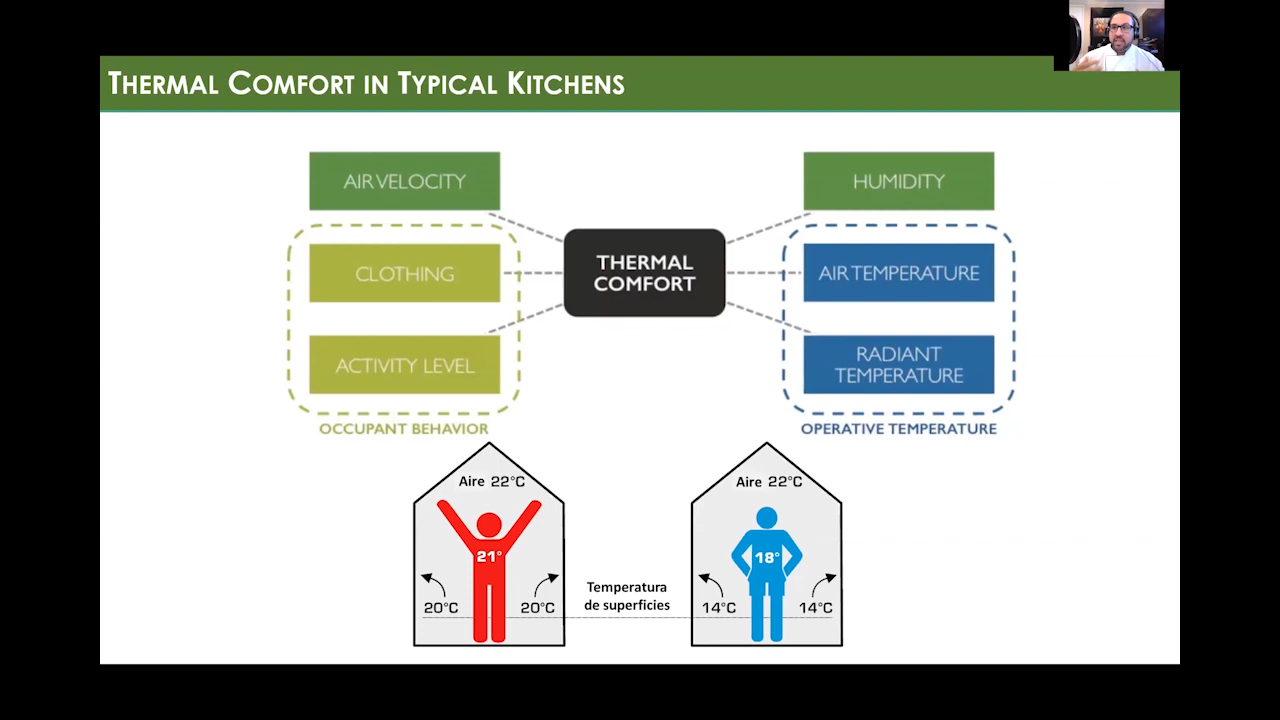 THERMAL COMFORT IN TYPICAL KITCHENS
AIR VELOCITY
HUMIDITY
CLOTHING
THERMAL
COMFORT
AIR TEMPERATURE
ACTIVITY LEVEL
RADIANT
TEMPERATURE
OCCUPANT BEHAVIOR
OPERATIVE TEMPERATURE
Aire 22°C
21°
20°C
20°C
Temperatura
de superficies
Aire 22°C
18°
14°C
14°C